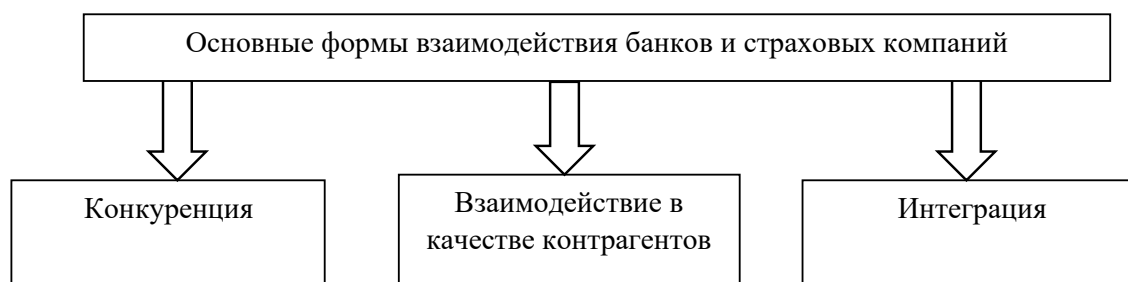 Основные формы взаимодействия банков и страховых компаний
Конкуренция
Взаимодействие в
качестве контрагентов
Интеграция